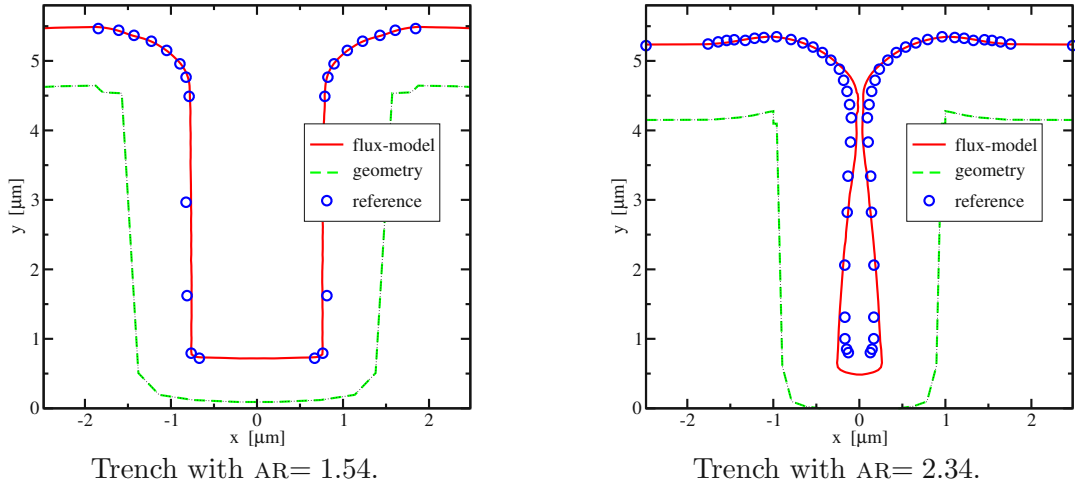 5
4
3
2
1
0
y [µm]
-2
-1
0
1
2
x [µm]
flux-model
geometry
reference
Trench with AR= 1.54.
5
4
3
2
1
0
y [µm]
-2
-1
0
1
2
x [µm]
flux-model
geometry
reference
Trench with AR= 2.34.